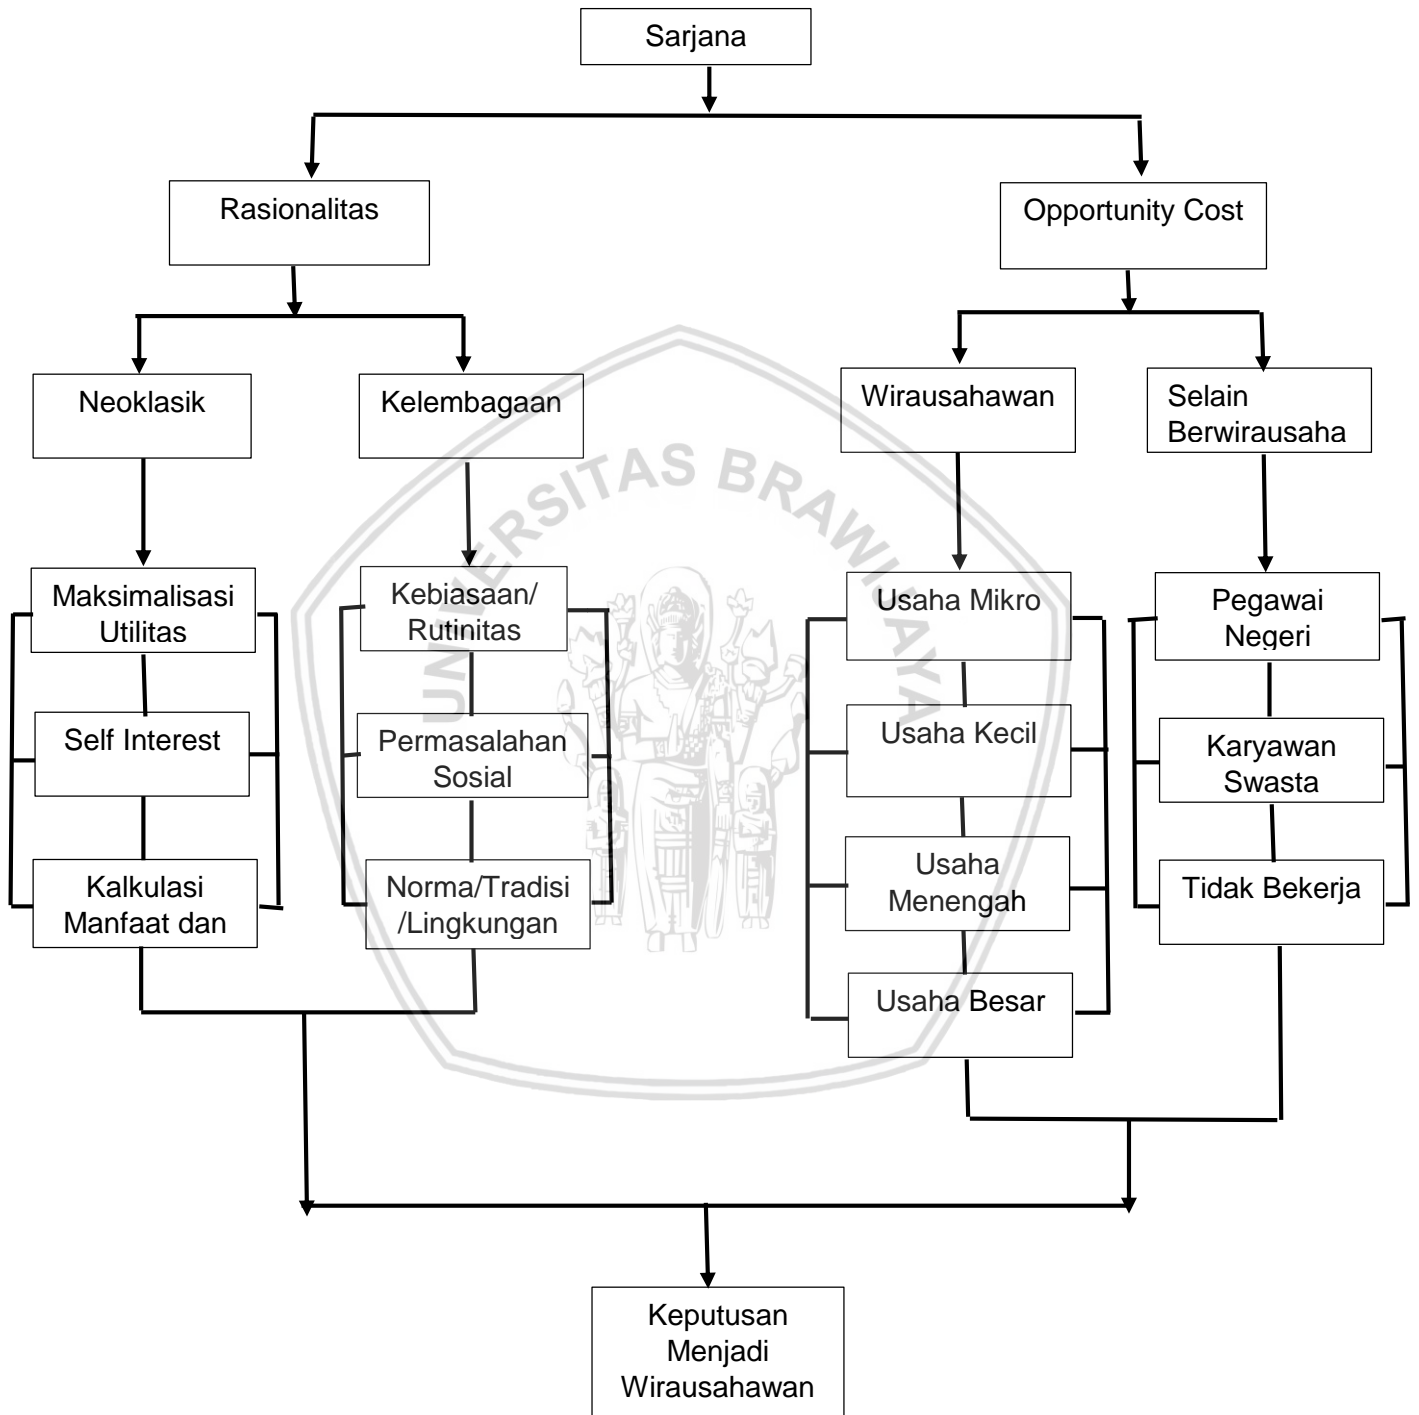 Sarjana
Rasionalitas
Opportunity Cost
Neoklasik
Kelembagaan
Wirausahawan
Selain
Berwirausaha
Maksimalisasi
Utilitas
Kebiasaan/
Rutinitas
Usaha Mikro
Pegawai
Negeri
Self Interest
Permasalahan
Sosial
Usaha Kecil
Karyawan
Swasta
Kalkulasi
Manfaat dan
Norma/Tradisi
/Lingkungan
Usaha
Menengah
Tidak Bekerja
Usaha Besar
Keputusan
Menjadi
Wirausahawan
UNIVERSITAS BRAWIJAYA